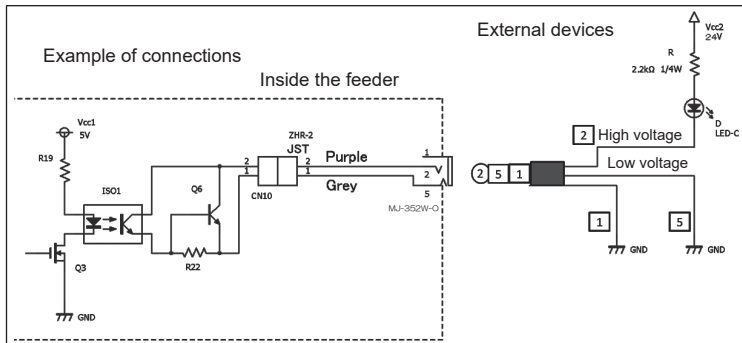 External devices
Example of connections
Inside the feeder
Vcc2
24V
R
2.2kΩ 1/4W
D
LED-C
Vcc1
5V
R19
ISO1
Q3
GND
Q6
R22
2
1
CN10
ZHR-2
JST
2
1
Purple
Grey
1
2
5
MJ-352W-O
2 5 1
2 High voltage
Low voltage
1
5
GND
GND